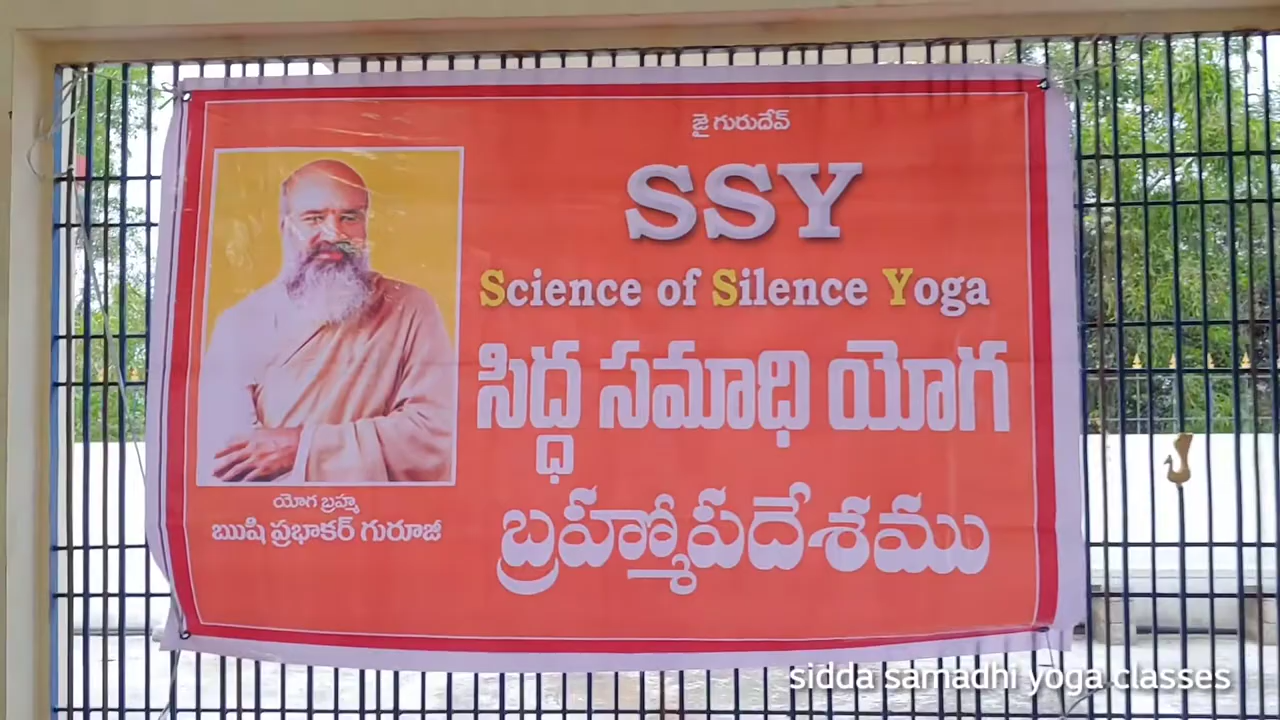 జై గురుదేవ్
SSY
Science of Silence Yoga
సిద్ధ సమాధి యోగ
బ్రహ్మోపదేశము
యోగ బ్రహ్మ
ఋషి ప్రభాకర్ గురూజీ
sidda samadhi yoga classes